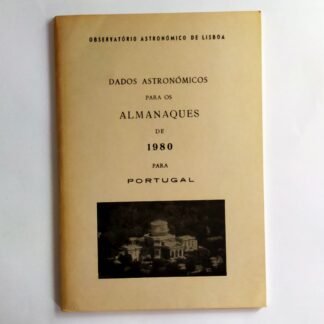 OBSERVATÓRIO ASTRONÓMICO DE LISBOA
DADOS ASTRONÓMICOS
PARA OS
ALMANAQUES
DE
1980
PARA
PORTUGAL